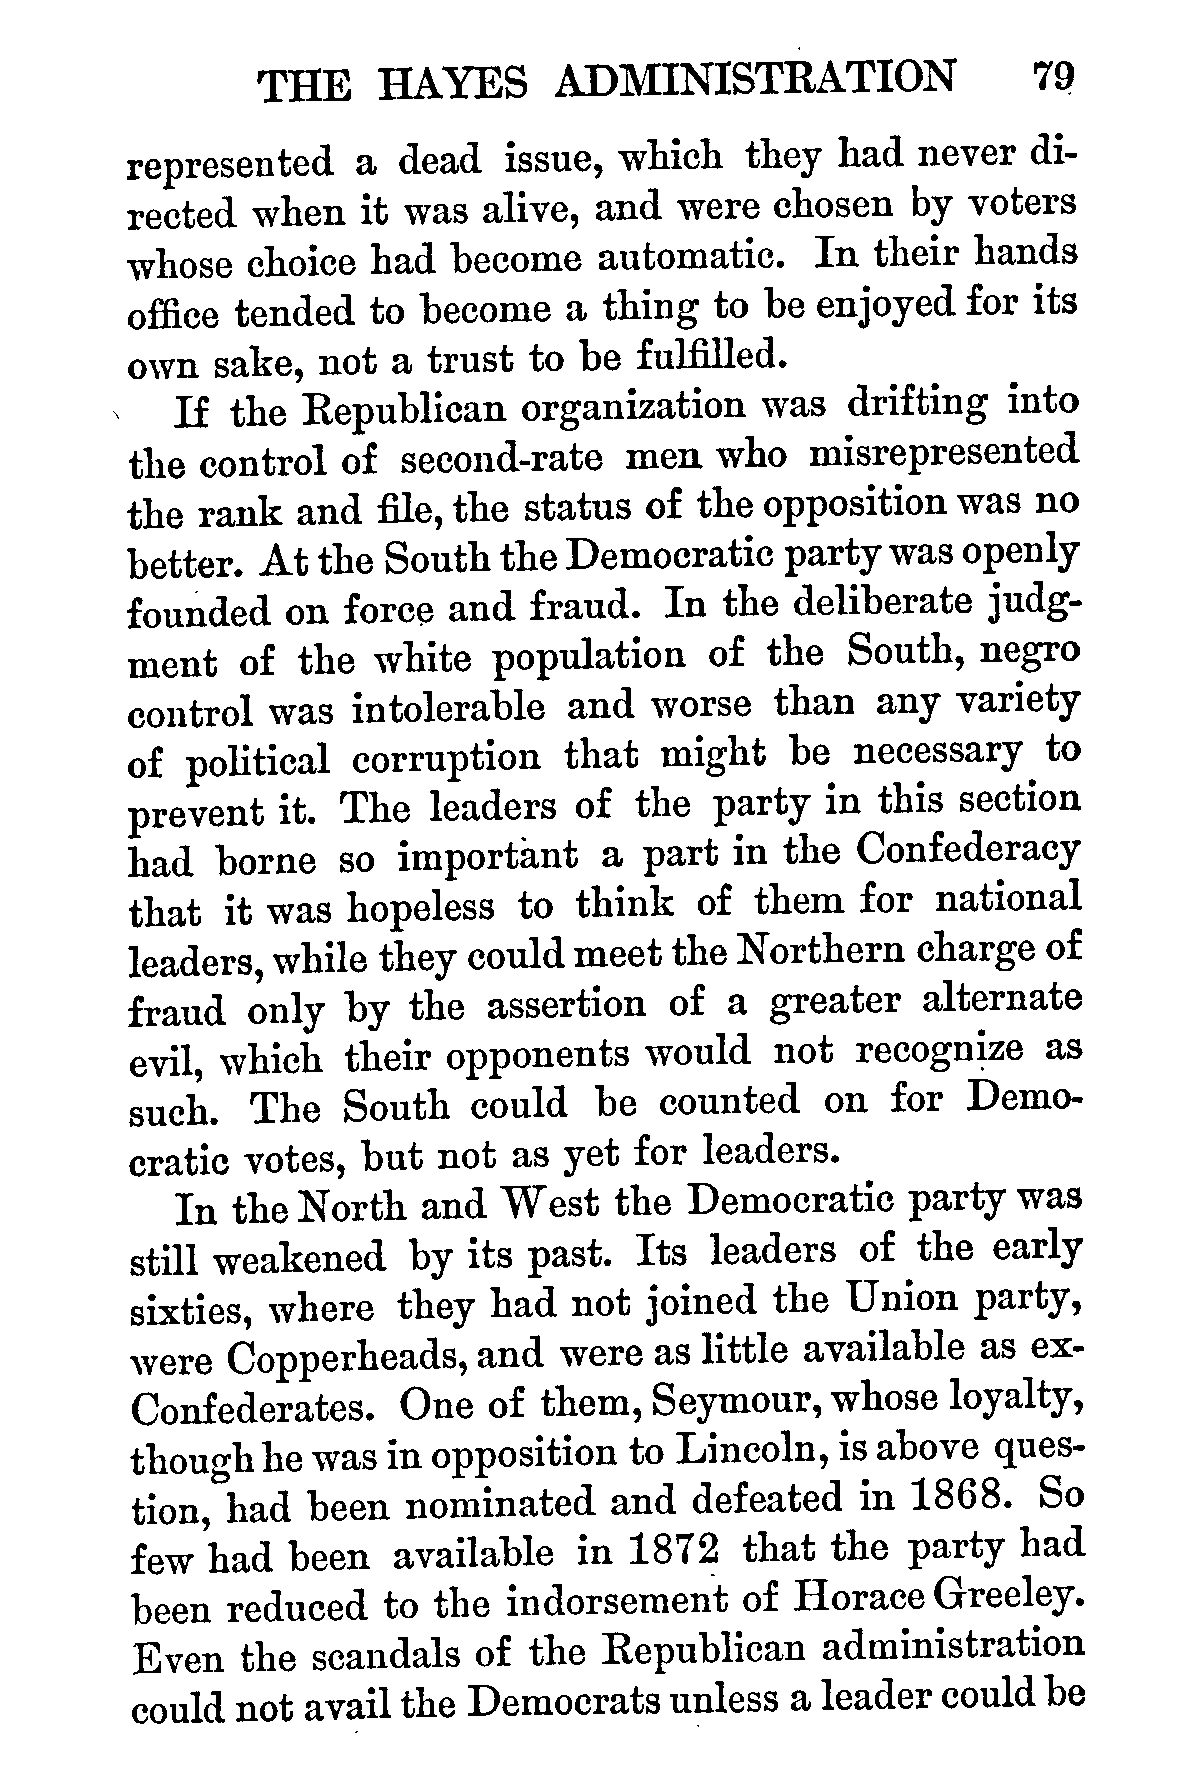 THE HAYES ADMINISTRATION 79
represented a dead issue, which they had never di-
rected when it was alive, and were chosen by voters
whose choice had become automatic. In their hands
office tended to become a thing to be enjoyed for its
own sake, not a trust to be fulfilled.
If the Republican organization was drifting into
the control of second-rate men who misrepresented
the rank and file, the status of the opposition was no
better. At the South the Democratic party was openly
founded on force and fraud. In the deliberate judg-
ment of the white population of the South, negro
control was intolerable and worse than any variety
of political corruption that might be necessary to
prevent it. The leaders of the party in this section
had borne so important a part in the Confederacy
that it was hopeless to think of them for national
leaders, while they could meet the Northern charge of
fraud only by the assertion of a greater alternate
evil, which their opponents would not recognize as
such. The South could be counted on for Demo-
cratic votes, but not as yet for leaders.
In the North and West the Democratic party was
still weakened by its past. Its leaders of the early
sixties, where they had not joined the Union party,
were Copperheads, and were as little available as ex-
Confederates. One of them, Seymour, whose loyalty,
though he was in opposition to Lincoln, is above ques-
tion, had been nominated and defeated in 1868. So
few had been available in 1872 that the party had
been reduced to the indorsement of Horace Greeley.
Even the scandals of the Republican administration
could not avail the Democrats unless a leader could be